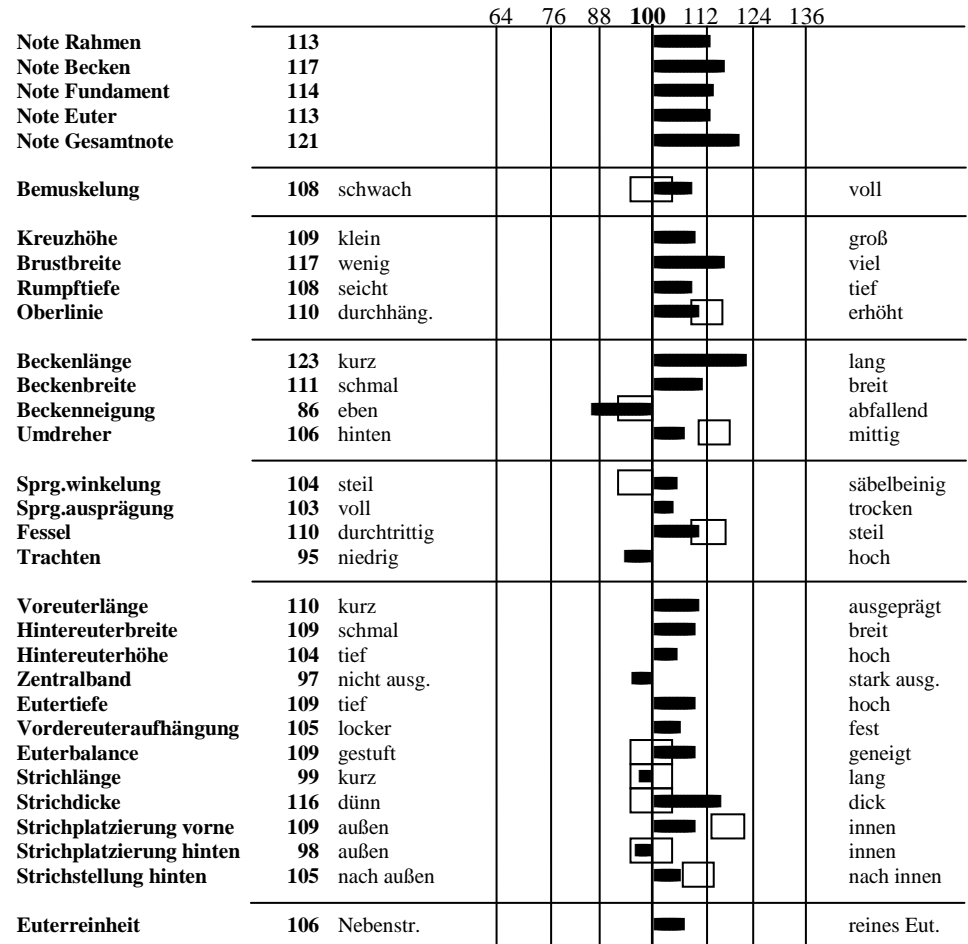 64 76 88 100 112 124 136
Note Rahmen 113
Note Becken 117
Note Fundament 114
Note Euter 113
Note Gesamtnote 121
Bemuskelung 108 schwach voll
Kreuzhöhe 109 klein groß
Brustbreite 117 wenig viel
Rumpftiefe 108 seicht tief
Oberlinie 110 durchhäng. erhöht
Beckenlänge 123 kurz lang
Beckenbreite 111 schmal breit
Beckenneigung 86 eben abfallend
Umdreher 106 hinten mittig
Sprg.winkelung 104 steil säbelbeinig
Sprg.ausprägung 103 voll trocken
Fessel 110 durchtrittig steil
Trachten 95 niedrig hoch
Voreuterlänge 110 kurz ausgeprägt
Hintereuterbreite 109 schmal breit
Hintereuterhöhe 104 tief hoch
Zentralband 97 nicht ausg. stark ausg.
Eutertiefe 109 tief hoch
Vordereuteraufhängung 105 locker fest
Euterbalance 109 gestuft geneigt
Strichlänge 99 kurz lang
Strichdicke 116 dünn dick
Strichplatzierung vorne 109 außen innen
Strichplatzierung hinten 98 außen innen
Strichstellung hinten 105 nach außen nach innen
Euterreinheit 106 Nebenstr. reines Eut.